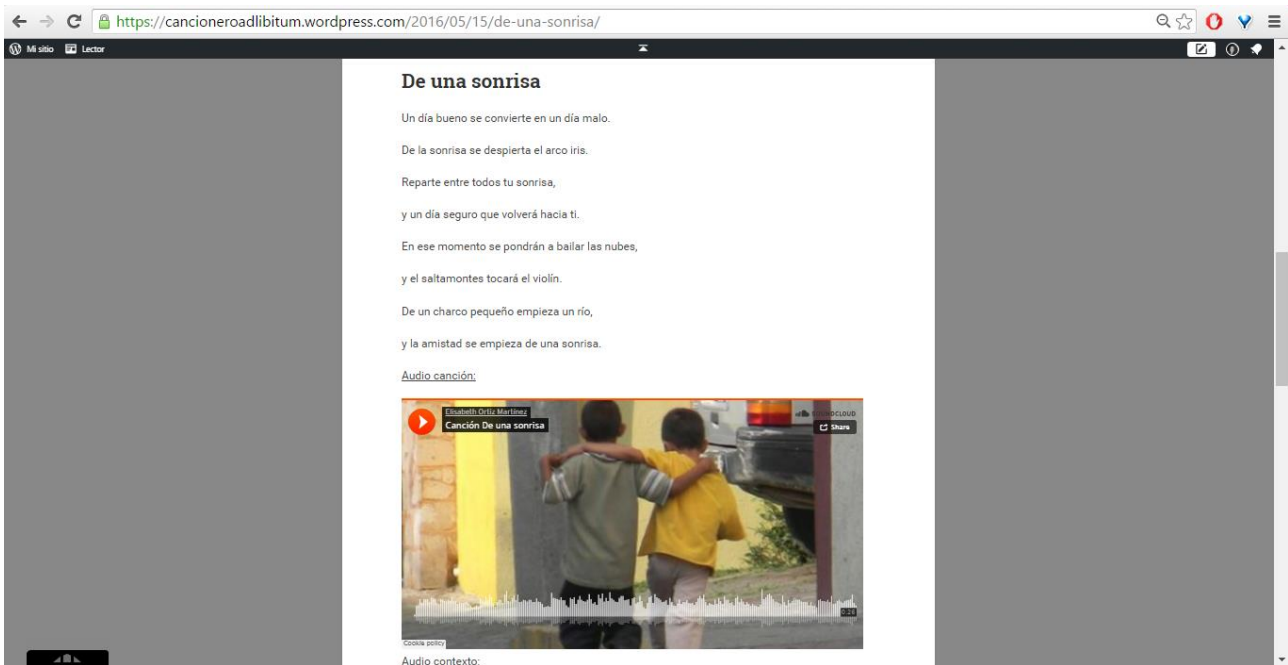 https://cancioneroadlibitum.wordpress.com/2016/05/15/de-una-sonrisa/
Mi sitio Lector
De una sonrisa
Un día bueno se convierte en un día malo.
De la sonrisa se despierta el arco iris.
Reparte entre todos tu sonrisa,
y un día seguro que volverá hacia ti.
En ese momento se pondrán a bailar las nubes,
y el saltamontes tocará el violín.
De un charco pequeño empieza un río,
y la amistad se empieza de una sonrisa.
Audio canción:
Elisabeth Ortiz Martínez
Canción De una sonrisa
SOUNDCLOUD
Share
0:26
Cookie policy
Audio contexto: